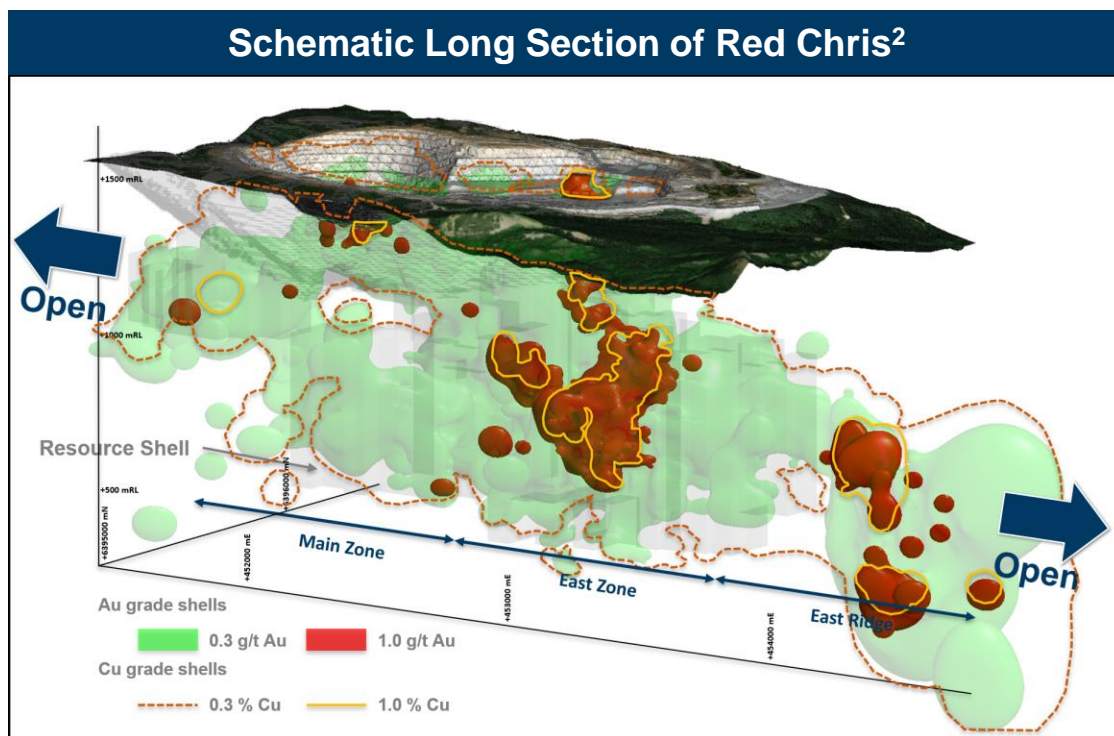 Schematic Long Section of Red Chris²
+1500 mRL
Open
+1000 mRL
Resource Shell
+500 mRL
+6396000 mN
+6395000 mN
Main Zone
East Zone
East Ridge
Open
+452000 mE
+453000 mE
+454000 mE
Au grade shells
0.3 g/t Au 1.0 g/t Au
Cu grade shells
0.3 % Cu 1.0 % Cu